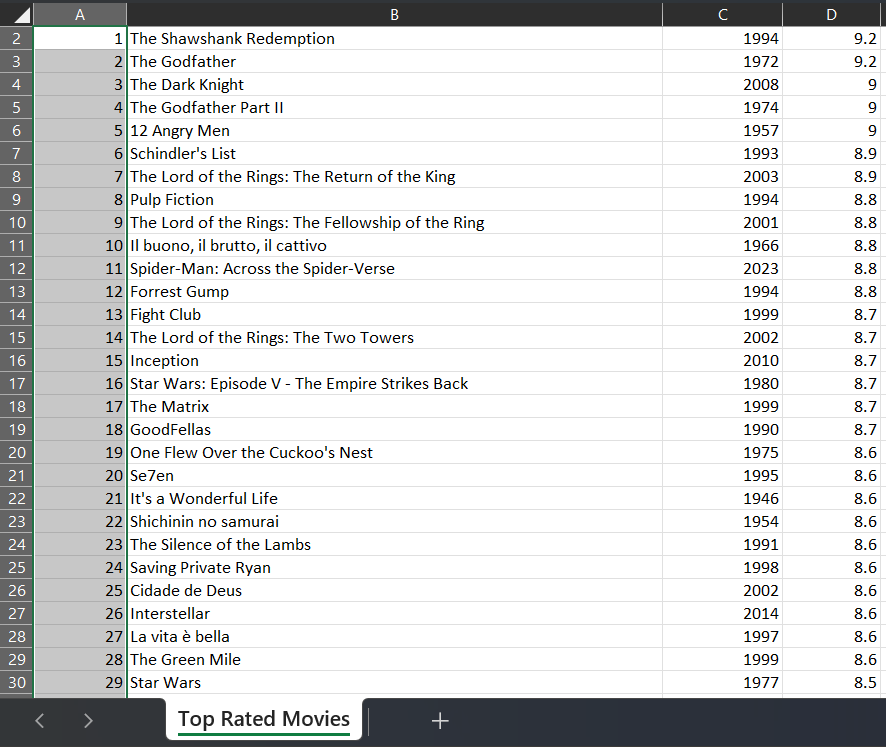 A B C D
2 1 The Shawshank Redemption 1994 9.2
3 2 The Godfather 1972 9.2
4 3 The Dark Knight 2008 9
5 4 The Godfather Part II 1974 9
6 5 12 Angry Men 1957 9
7 6 Schindler's List 1993 8.9
8 7 The Lord of the Rings: The Return of the King 2003 8.9
9 8 Pulp Fiction 1994 8.8
10 9 The Lord of the Rings: The Fellowship of the Ring 2001 8.8
11 10 Il buono, il brutto, il cattivo 1966 8.8
12 11 Spider-Man: Across the Spider-Verse 2023 8.8
13 12 Forrest Gump 1994 8.8
14 13 Fight Club 1999 8.7
15 14 The Lord of the Rings: The Two Towers 2002 8.7
16 15 Inception 2010 8.7
17 16 Star Wars: Episode V - The Empire Strikes Back 1980 8.7
18 17 The Matrix 1999 8.7
19 18 GoodFellas 1990 8.7
20 19 One Flew Over the Cuckoo's Nest 1975 8.6
21 20 Se7en 1995 8.6
22 21 It's a Wonderful Life 1946 8.6
23 22 Shichinin no samurai 1954 8.6
24 23 The Silence of the Lambs 1991 8.6
25 24 Saving Private Ryan 1998 8.6
26 25 Cidade de Deus 2002 8.6
27 26 Interstellar 2014 8.6
28 27 La vita è bella 1997 8.6
29 28 The Green Mile 1999 8.6
30 29 Star Wars 1977 8.5
Top Rated Movies